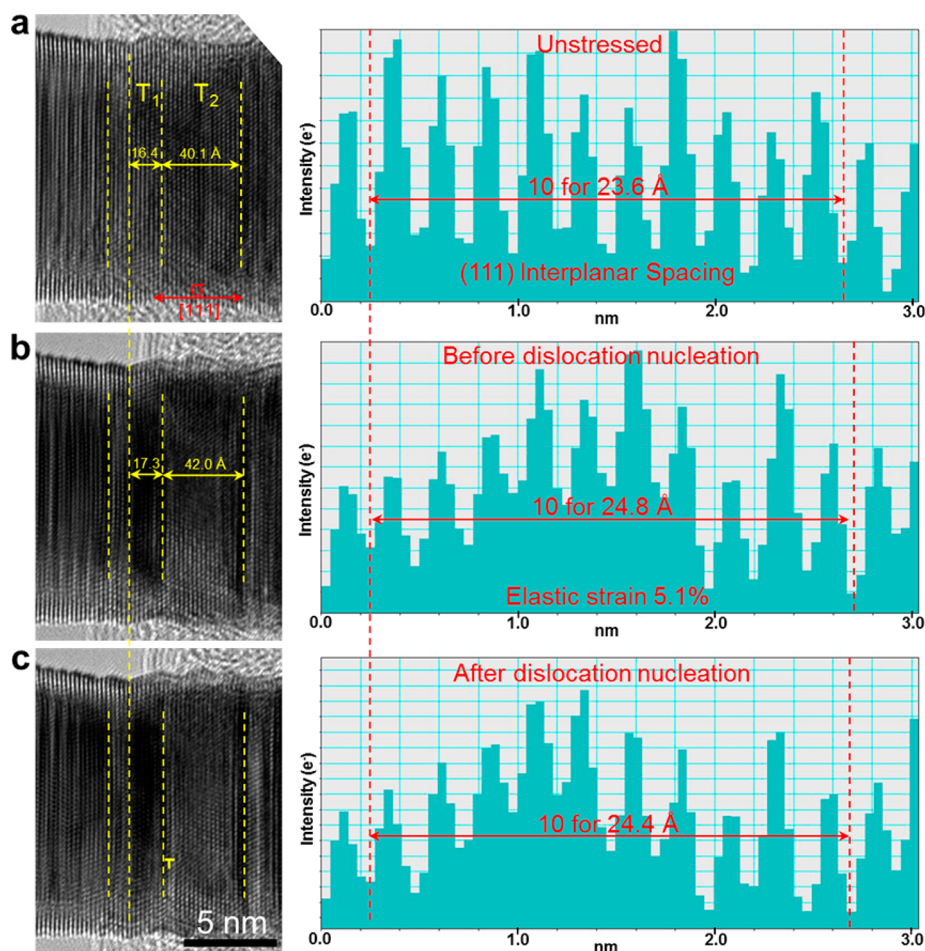 a
T1 T2
16.4 40.1 Å
σ
[111]
Unstressed
10 for 23.6 Å
(111) Interplanar Spacing
Intensity (e-)
0.0 1.0 2.0 3.0
nm
b
17.3 42.0 Å
Before dislocation nucleation
10 for 24.8 Å
Elastic strain 5.1%
Intensity (e-)
0.0 1.0 2.0 3.0
nm
c
T
5 nm
After dislocation nucleation
10 for 24.4 Å
Intensity (e-)
0.0 1.0 2.0 3.0
nm